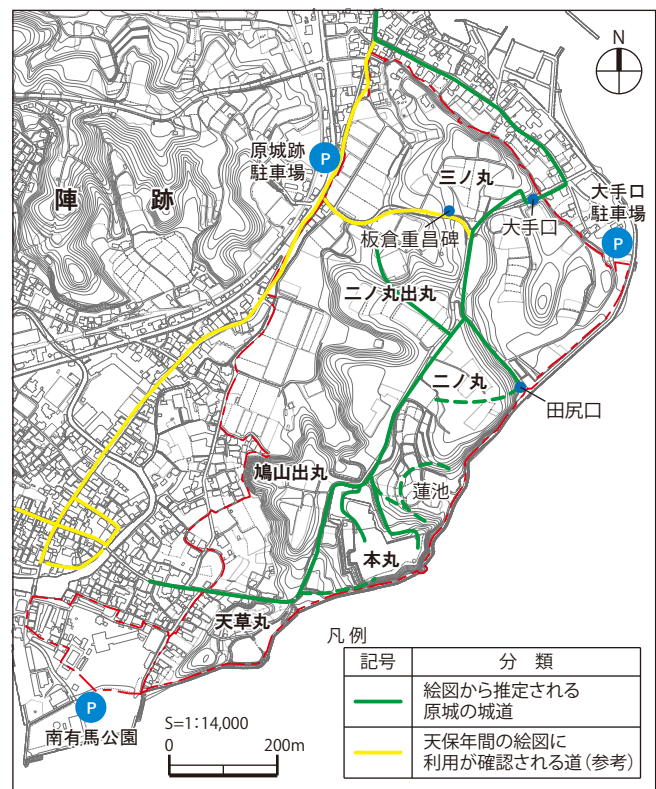 N
P
原城跡
駐車場
三ノ丸
大手口
駐車場
P
陣 跡
板倉重昌碑
大手口
二ノ丸出丸
二ノ丸
田尻口
鳩山出丸
蓮池
本丸
天草丸
P
南有馬公園
S=1:14,000
0 200m
凡 例
記号 分 類
絵図から推定される
原城の城道
天保年間の絵図に
利用が確認される道(参考)